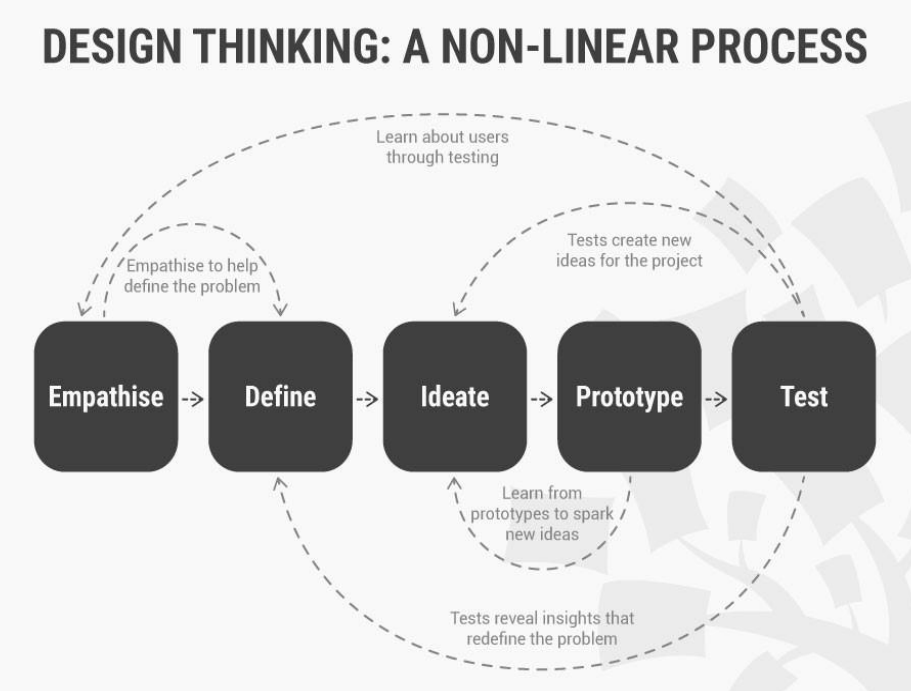 DESIGN THINKING: A NON-LINEAR PROCESS
Learn about users
through testing
Tests create new
ideas for the project
Empathise to help
define the problem
Empathise
Define
Ideate
Prototype
Test
Learn from
prototypes to spark
new ideas
Tests reveal insights that
redefine the problem